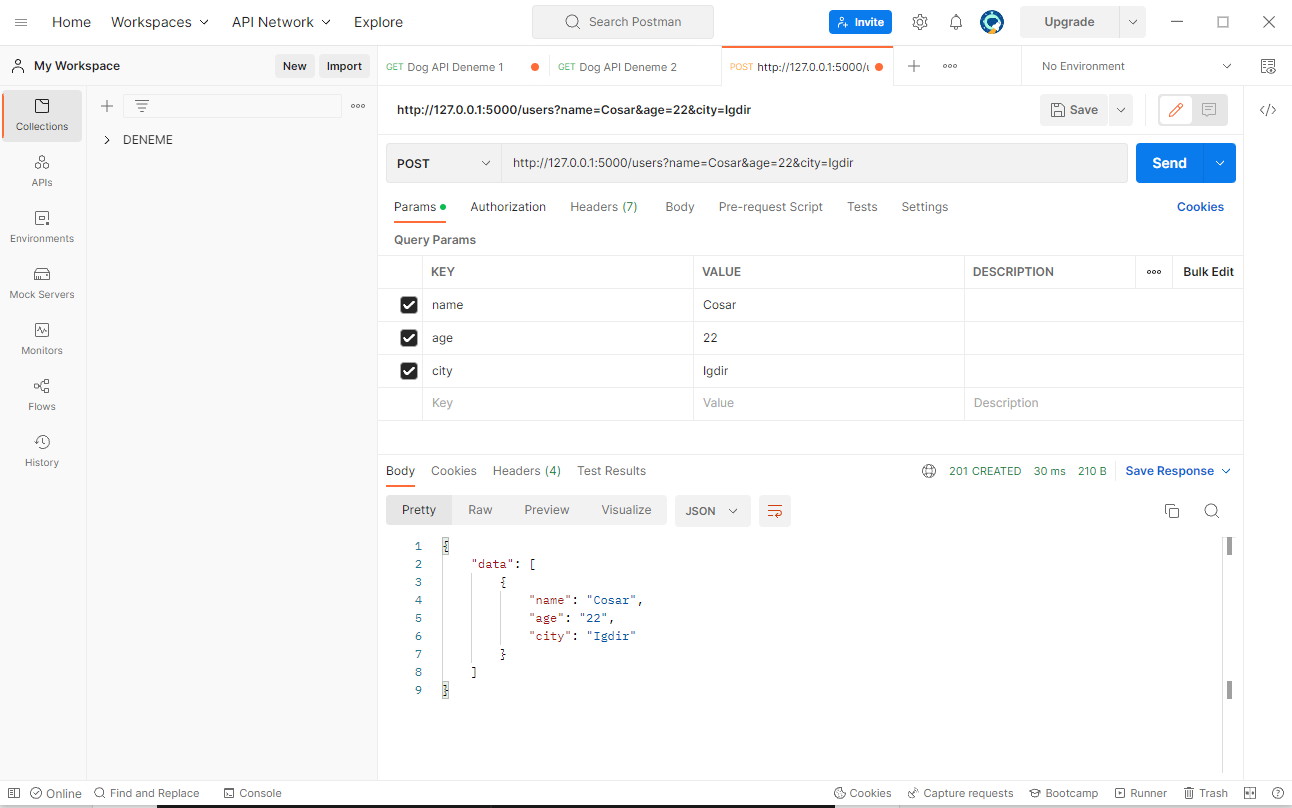 Home Workspaces API Network Explore Search Postman Invite Upgrade
My Workspace New Import GET Dog API Deneme 1 GET Dog API Deneme 2 POST http://127.0.0.1:5000/u No Environment
Collections
APIs
Environments
Mock Servers
Monitors
Flows
History
DENEME
http://127.0.0.1:5000/users?name=Cosar&age=22&city=Igdir Save
POST http://127.0.0.1:5000/users?name=Cosar&age=22&city=Igdir Send
Params Authorization Headers (7) Body Pre-request Script Tests Settings Cookies
Query Params
KEY VALUE DESCRIPTION Bulk Edit
name Cosar
age 22
city Igdir
Key Value Description
Body Cookies Headers (4) Test Results 201 CREATED 30 ms 210 B Save Response
Pretty Raw Preview Visualize JSON
1 {
2 "data": [
3 {
4 "name": "Cosar",
5 "age": "22",
6 "city": "Igdir"
7 }
8 ]
9 }
Online Find and Replace Console Cookies Capture requests Bootcamp Runner Trash